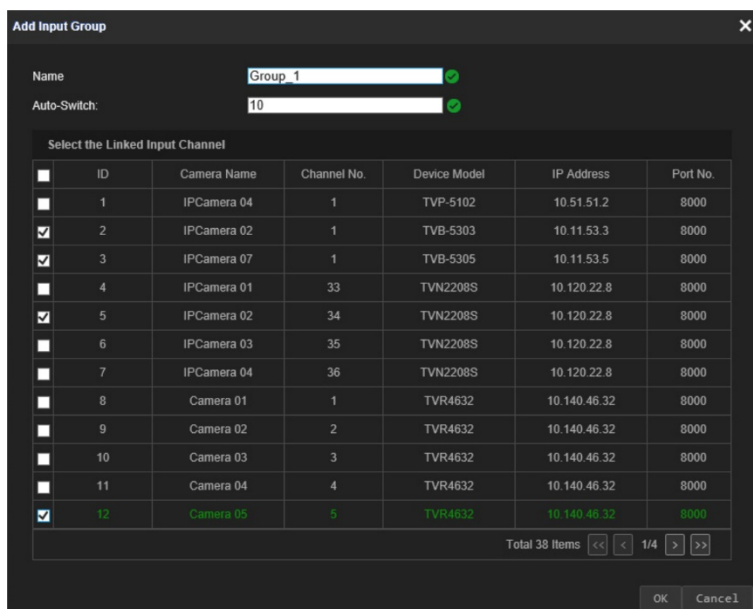 Add Input Group
Name Group_1
Auto-Switch: 10
Select the Linked Input Channel
ID Camera Name Channel No. Device Model IP Address Port No.
1 IPCamera 04 1 TVP-5102 10.51.51.2 8000
2 IPCamera 02 1 TVB-5303 10.11.53.3 8000
3 IPCamera 07 1 TVB-5305 10.11.53.5 8000
4 IPCamera 01 33 TVN2208S 10.120.22.8 8000
5 IPCamera 02 34 TVN2208S 10.120.22.8 8000
6 IPCamera 03 35 TVN2208S 10.120.22.8 8000
7 IPCamera 04 36 TVN2208S 10.120.22.8 8000
8 Camera 01 1 TVR4632 10.140.46.32 8000
9 Camera 02 2 TVR4632 10.140.46.32 8000
10 Camera 03 3 TVR4632 10.140.46.32 8000
11 Camera 04 4 TVR4632 10.140.46.32 8000
12 Camera 05 5 TVR4632 10.140.46.32 8000
Total 38 Items << < 1/4 > >>
OK Cancel